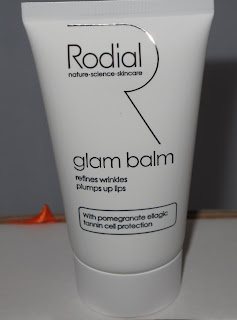 Rodial
nature-science-skincare
glam balm
refines wrinkles
plumps up lips
With pomegranate ellagic
tannin cell protection